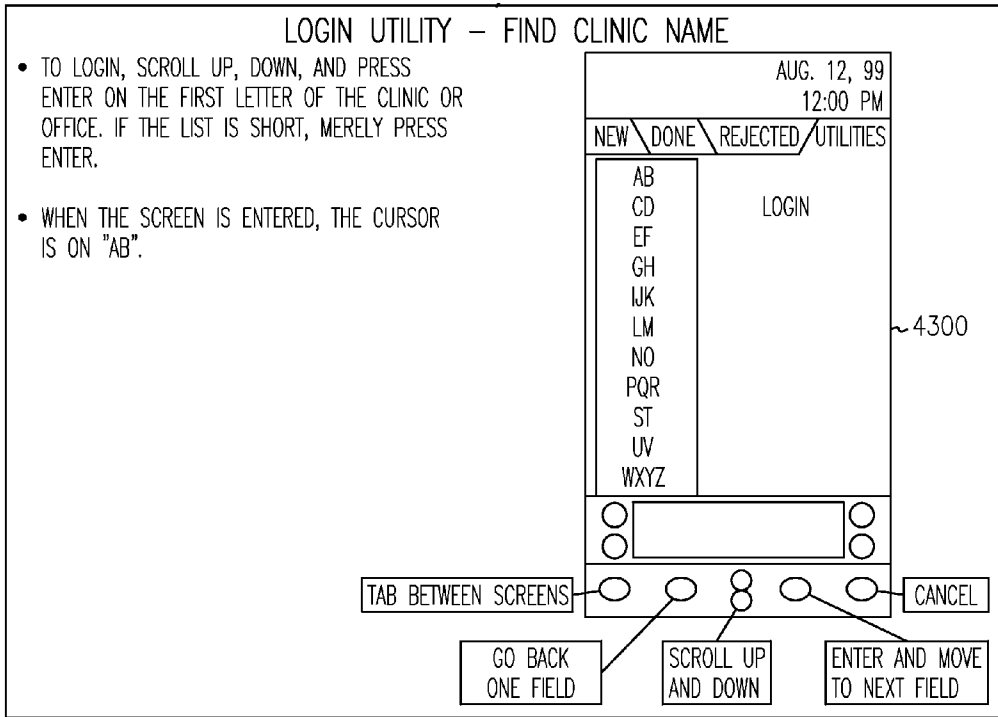 LOGIN UTILITY – FIND CLINIC NAME
• TO LOGIN, SCROLL UP, DOWN, AND PRESS
ENTER ON THE FIRST LETTER OF THE CLINIC OR
OFFICE. IF THE LIST IS SHORT, MERELY PRESS
ENTER.
• WHEN THE SCREEN IS ENTERED, THE CURSOR
IS ON "AB".
AUG. 12, 99
12:00 PM
NEW DONE REJECTED UTILITIES
AB
CD
EF
GH
IJK
LM
NO
PQR
ST
UV
WXYZ
LOGIN
4300
TAB BETWEEN SCREENS
CANCEL
GO BACK
ONE FIELD
SCROLL UP
AND DOWN
ENTER AND MOVE
TO NEXT FIELD